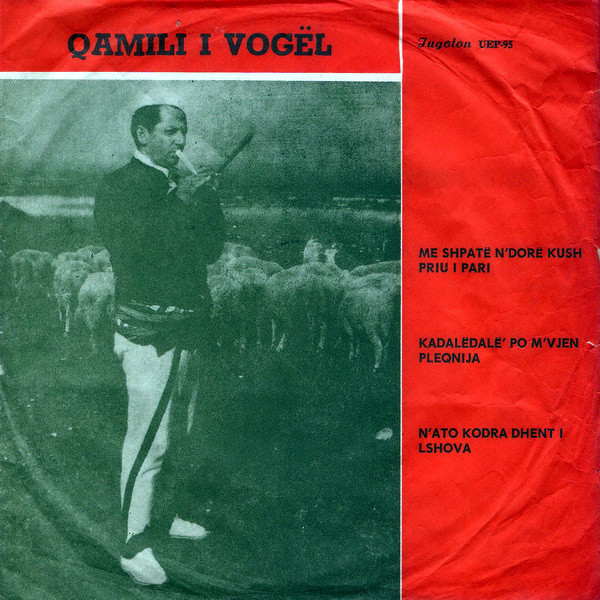 QAMILI I VOGËL
Jugoton UEP-95
ME SHPATË N'DORË KUSH
PRIU I PARI
KADALËDALË' PO M'VJEN
PLEQNIJA
N'ATO KODRA DHENT I
LSHOVA